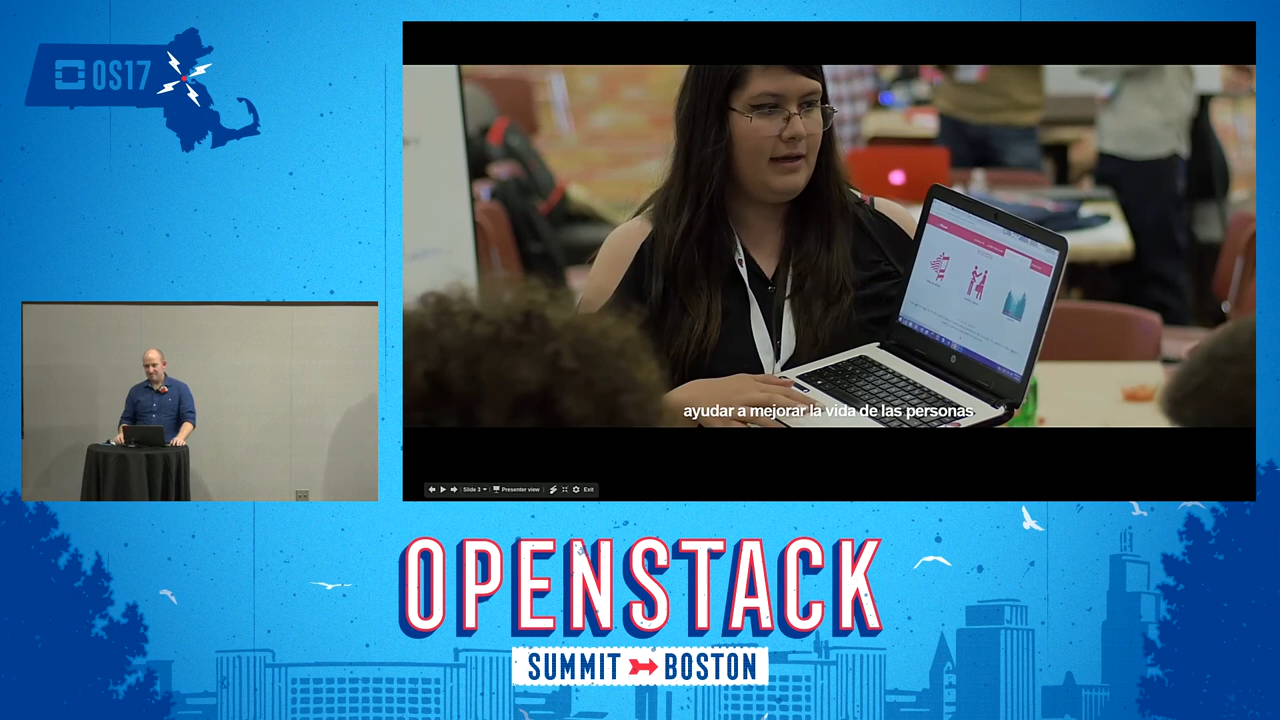 OS17
ayudar a mejorar la vida de las personas
Slide 3
Presenter view
Exit
OPENSTACK
SUMMIT BOSTON